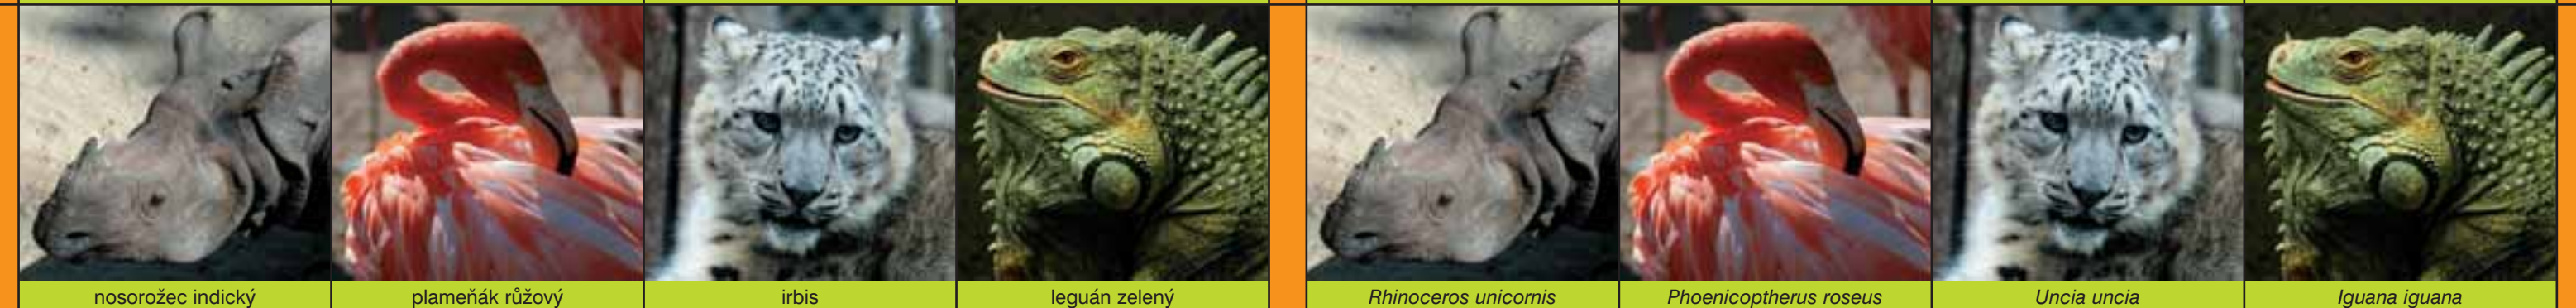 nosorožec indický
plameňák růžový
irbis
leguán zelený
Rhinoceros unicornis
Phoenicoptherus roseus
Uncia uncia
Iguana iguana